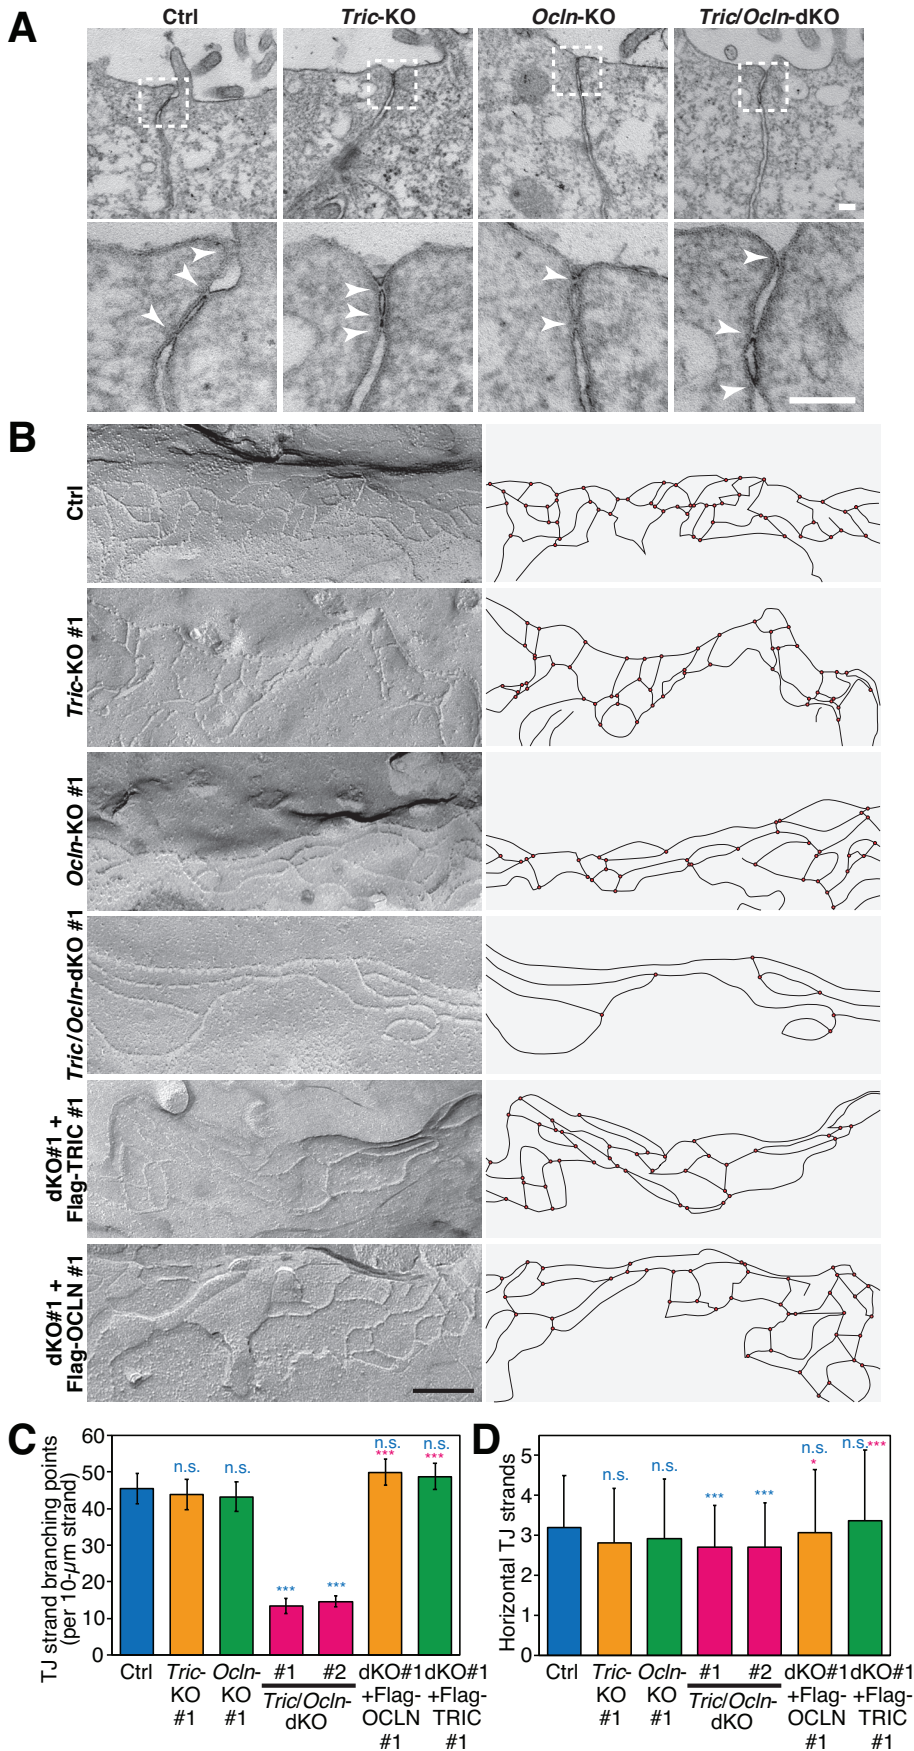 A
Ctrl
Tric-KO
Ocln-KO
Tric/Ocln-dKO
B
Ctrl
Tric-KO #1
Ocln-KO #1
Tric/Ocln-dKO #1
dKO#1 +
Flag-TRIC #1
dKO#1 +
Flag-OCLN #1
C
TJ strand branching points
(per 10-µm strand)
60
50
40
30
20
10
0
n.s.
n.s.
***
***
n.s.
***
n.s.
***
Ctrl
Tric-
KO
#1
Ocln-
KO
#1
#1
#2
Tric/Ocln-
dKO
dKO#1
+Flag-
OCLN
#1
dKO#1
+Flag-
TRIC
#1
D
Horizontal TJ strands
5
4
3
2
1
0
n.s.
n.s.
***
***
n.s.
*
n.s.
***
Ctrl
Tric-
KO
#1
Ocln-
KO
#1
#1
#2
Tric/Ocln-
dKO
dKO#1
+Flag-
OCLN
#1
dKO#1
+Flag-
TRIC
#1